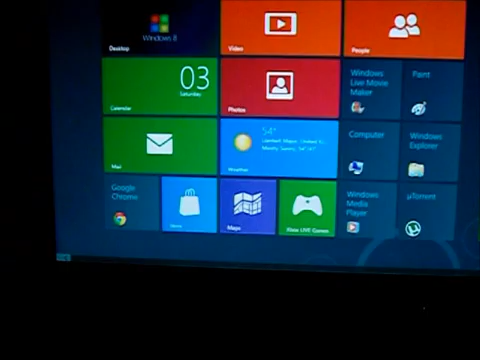 Windows 8
Desktop
Video
People
03
Saturday
Calendar
Photos
Windows
Live Movie
Maker
Paint
Mail
54°
Weather
Computer
Windows
Explorer
Google
Chrome
Store
Maps
Xbox LIVE Games
Windows
Media
Player
µTorrent